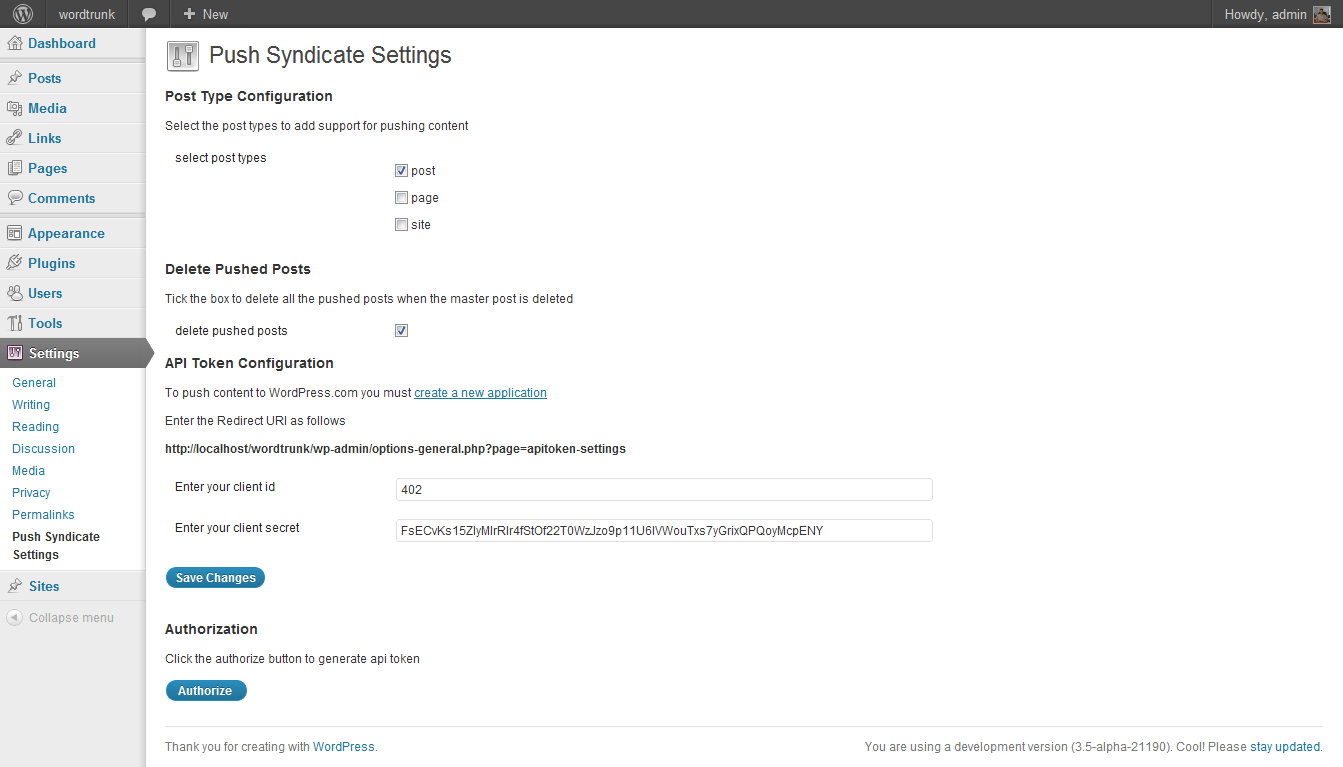 wordtrunk
New
Howdy, admin
Dashboard
Posts
Media
Links
Pages
Comments
Appearance
Plugins
Users
Tools
Settings
General
Writing
Reading
Discussion
Media
Privacy
Permalinks
Push Syndicate
Settings
Sites
Collapse menu
Push Syndicate Settings
Post Type Configuration
Select the post types to add support for pushing content
select post types
post
page
site
Delete Pushed Posts
Tick the box to delete all the pushed posts when the master post is deleted
delete pushed posts
API Token Configuration
To push content to WordPress.com you must create a new application
Enter the Redirect URI as follows
http://localhost/wordtrunk/wp-admin/options-general.php?page=apitoken-settings
Enter your client id
402
Enter your client secret
Save Changes
Authorization
Click the authorize button to generate api token
Authorize
Thank you for creating with WordPress.
You are using a development version (3.5-alpha-21190). Cool! Please stay updated.